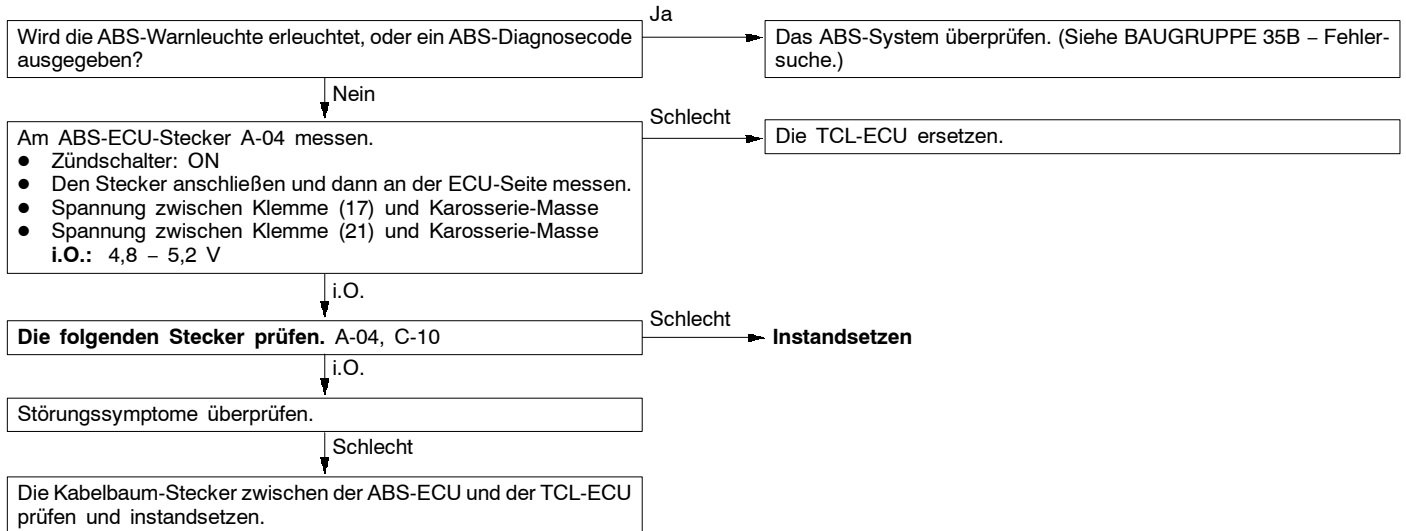 Ja
Wird die ABS-Warnleuchte erleuchtet, oder ein ABS-Diagnosecode
ausgegeben?
Das ABS-System überprüfen. (Siehe BAUGRUPPE 35B – Fehler-
suche.)
Nein
Schlecht
Am ABS-ECU-Stecker A-04 messen.
● Zündschalter: ON
● Den Stecker anschließen und dann an der ECU-Seite messen.
● Spannung zwischen Klemme (17) und Karosserie-Masse
● Spannung zwischen Klemme (21) und Karosserie-Masse
i.O.: 4,8 – 5,2 V
Die TCL-ECU ersetzen.
i.O.
Schlecht
Die folgenden Stecker prüfen. A-04, C-10
Instandsetzen
i.O.
Störungssymptome überprüfen.
Schlecht
Die Kabelbaum-Stecker zwischen der ABS-ECU und der TCL-ECU
prüfen und instandsetzen.